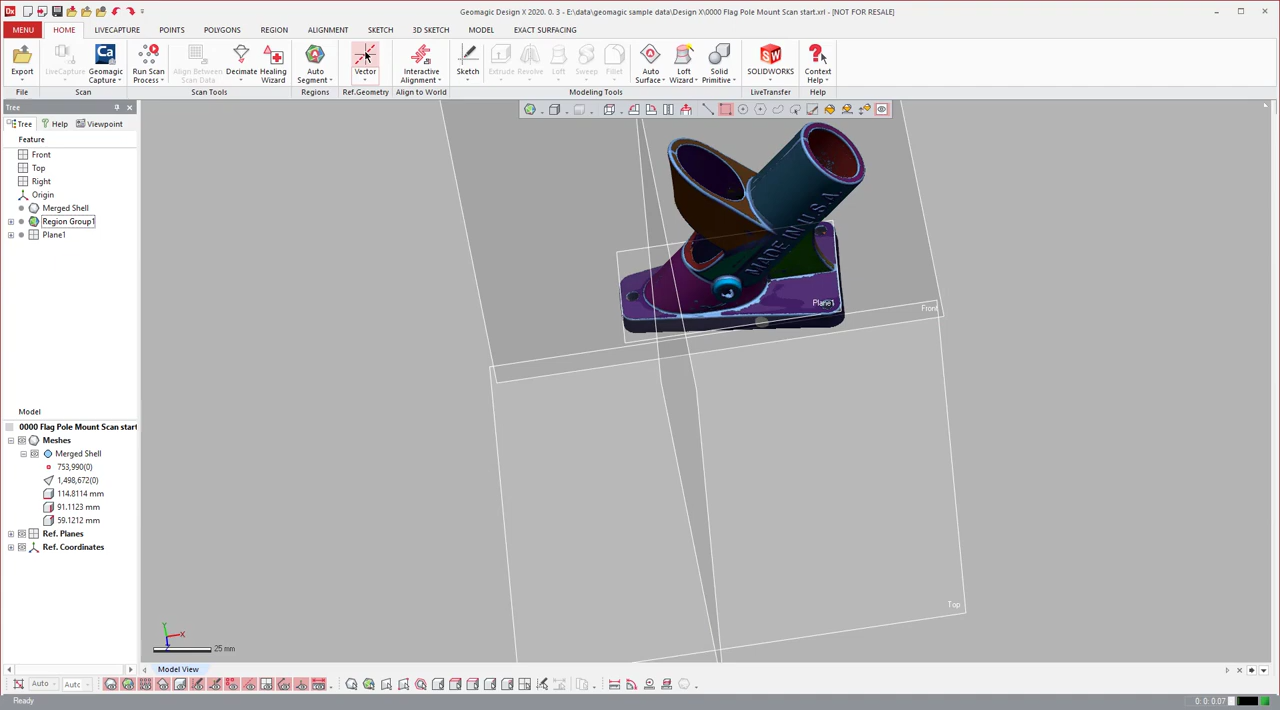 Dx
Geomagic Design X 2020. 0. 3 - E:\data\geomagic sample data\Design X\0000 Flag Pole Mount Scan start.xrl - [NOT FOR RESALE]
MENU HOME LIVECAPTURE POINTS POLYGONS REGION ALIGNMENT SKETCH 3D SKETCH MODEL EXACT SURFACING
Export LiveCapture Geomagic Capture Run Scan Process Align Between Scan Data Decimate Healing Wizard Auto Segment Vector Interactive Alignment Sketch Extrude Revolve Loft Sweep Fillet Auto Surface Loft Wizard Solid Primitive SOLIDWORKS Context Help
File Scan Scan Tools Regions Ref.Geometry Align to World Modeling Tools LiveTransfer Help
Tree
Tree Help Viewpoint
Feature
Front
Top
Right
Origin
Merged Shell
Region Group1
Plane1
MADE IN U.S.A
Plane1
Front
Top
Model
0000 Flag Pole Mount Scan start
Meshes
Merged Shell
753,990(0)
1,498,672(0)
114.8114 mm
91.1123 mm
59.1212 mm
Ref. Planes
Ref. Coordinates
Y
X
25 mm
Model View
Auto Auto
Ready
0: 0: 0.07